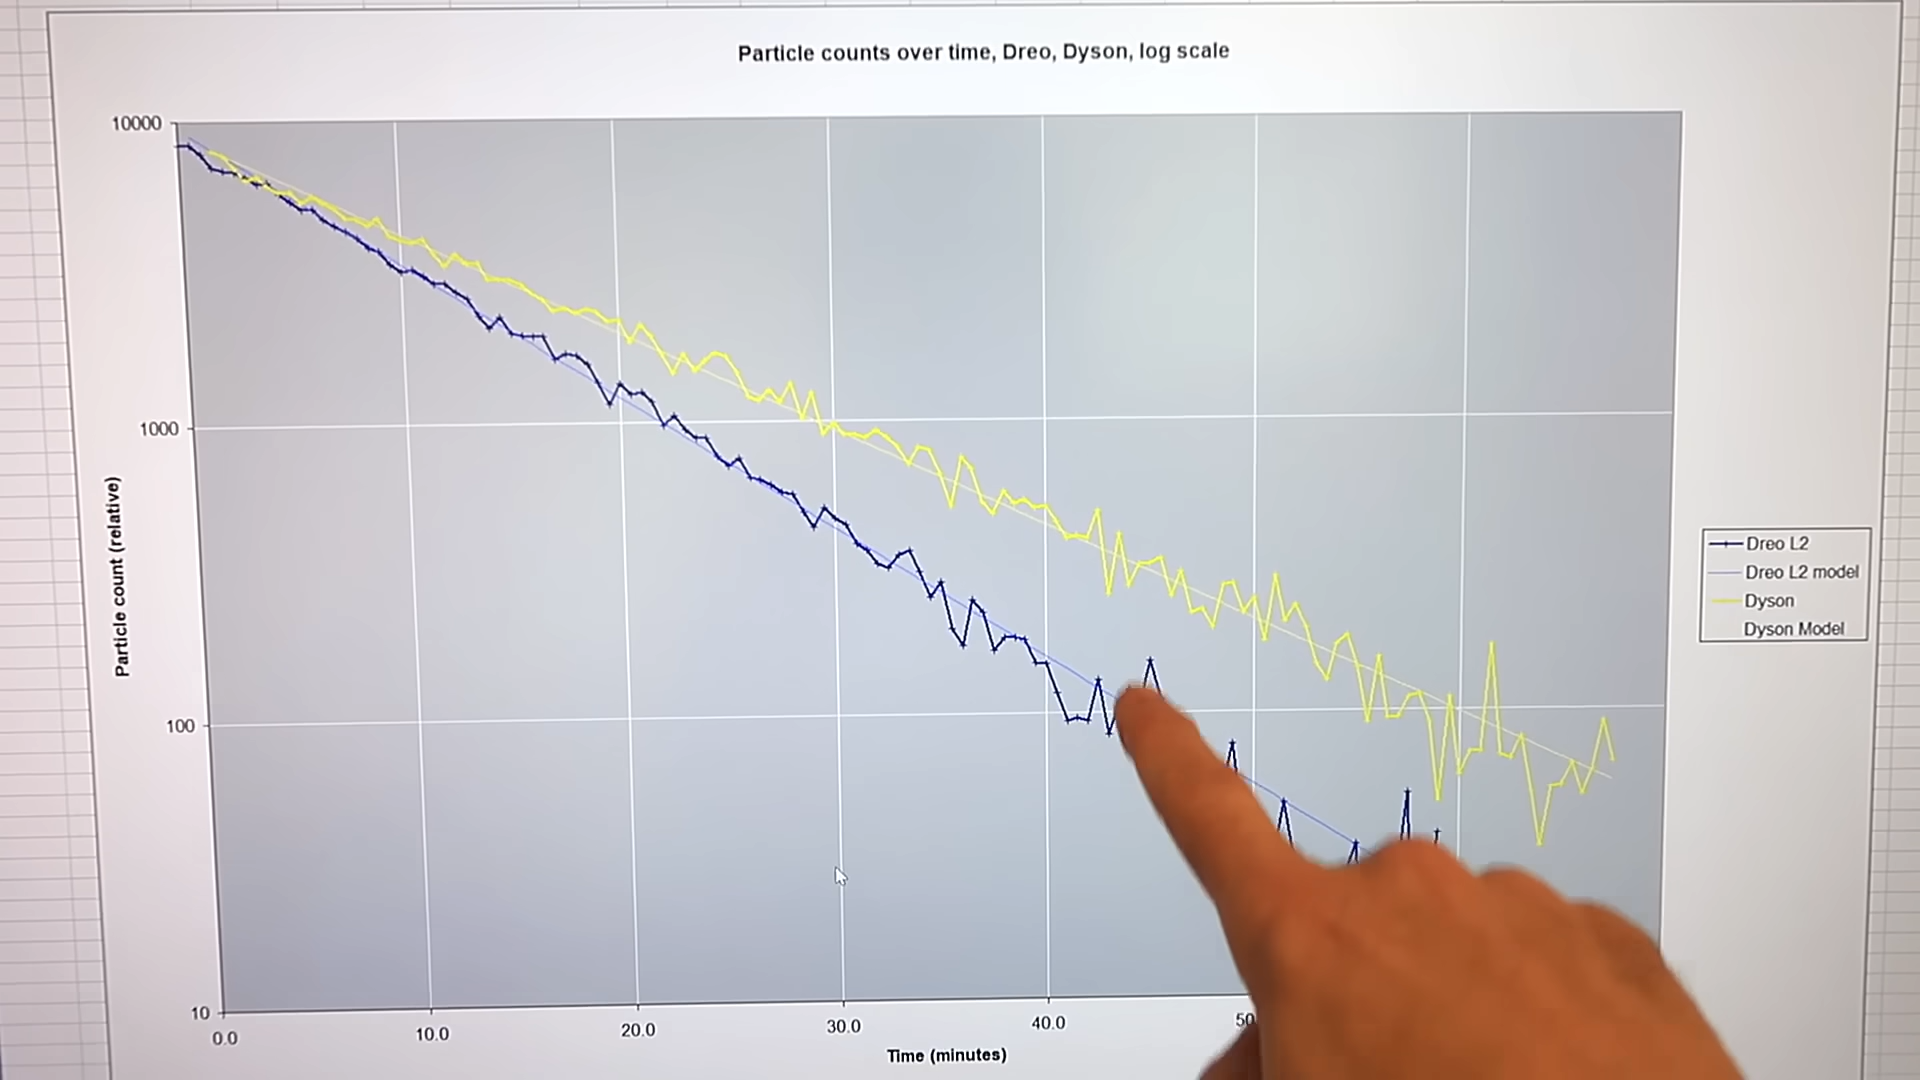 Particle counts over time, Dreo, Dyson, log scale
10000
1000
100
10
Particle count (relative)
0.0
10.0
20.0
30.0
40.0
50
Time (minutes)
Dreo L2
Dreo L2 model
Dyson
Dyson Model